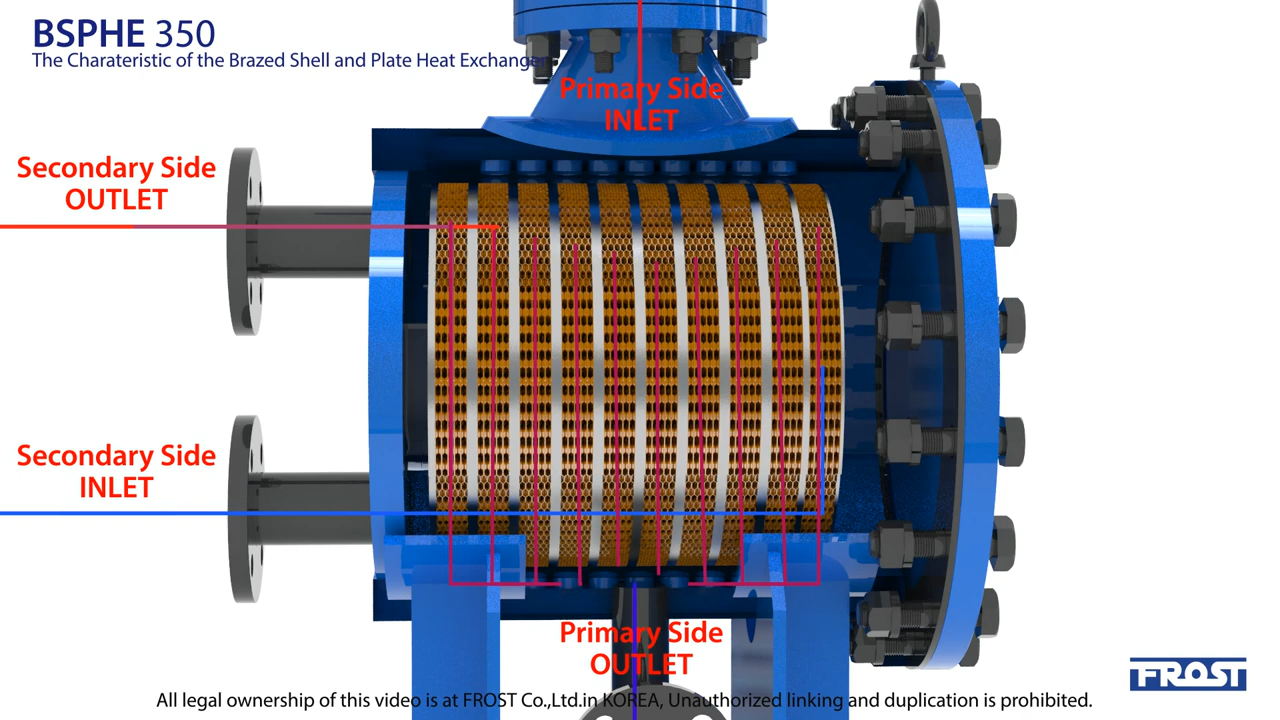 BSPHE 350
The Charateristic of the Brazed Shell and Plate Heat Exchanger
Primary Side
INLET
Secondary Side
OUTLET
Secondary Side
INLET
Primary Side
OUTLET
FROST
All legal ownership of this video is at FROST Co.,Ltd.in KOREA, Unauthorized linking and duplication is prohibited.